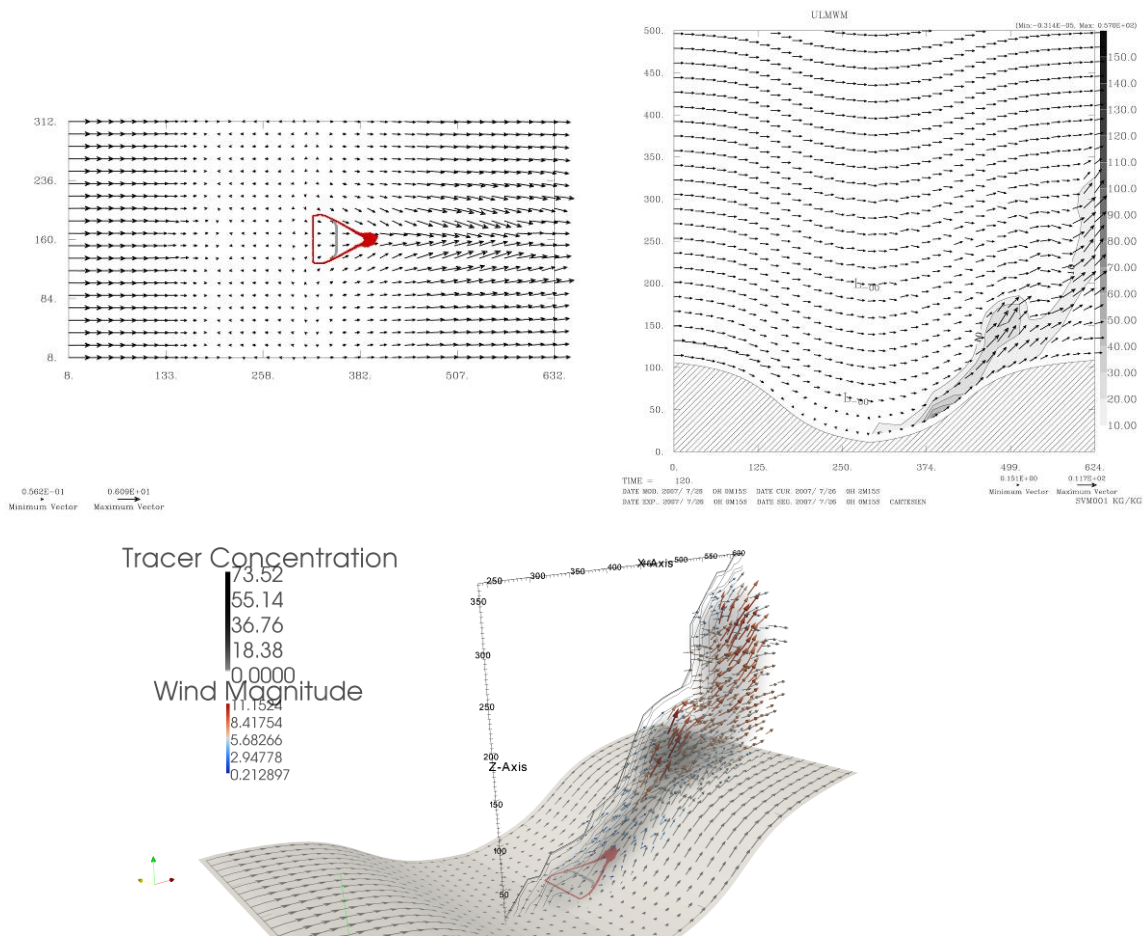 312.
236.
160.
84.
8.
8. 133. 258. 382. 507. 632.
0.562E-01 0.609E+01
Minimum Vector Maximum Vector
ULMWM
(Min:-0.314E-05, Max: 0.578E+02)
500.
450.
400.
350.
300.
250.
200.
150.
100.
50.
0.
0. 125. 250. 374. 499. 624.
150.0
140.0
130.0
120.0
110.0
100.0
90.00
80.00
70.00
60.00
50.00
40.00
30.00
20.00
10.00
TIME = 120.
DATE MOD. 2007/ 7/26 0H 0M15S DATE CUR. 2007/ 7/26 0H 2M15S
DATE EXP. 2007/ 7/26 0H 0M15S DATE SEG. 2007/ 7/26 0H 0M15S CARTESIEN
0.151E+00 0.117E+02
Minimum Vector Maximum Vector
SVM001 KG/KG
Tracer Concentration
73.52
55.14
36.76
18.38
0.0000
Wind Magnitude
11.1524
8.41754
5.68266
2.94778
0.212897
X-Axis
250 300 350 400 500 550 600
350
300
250
200
Z-Axis
150
100
50